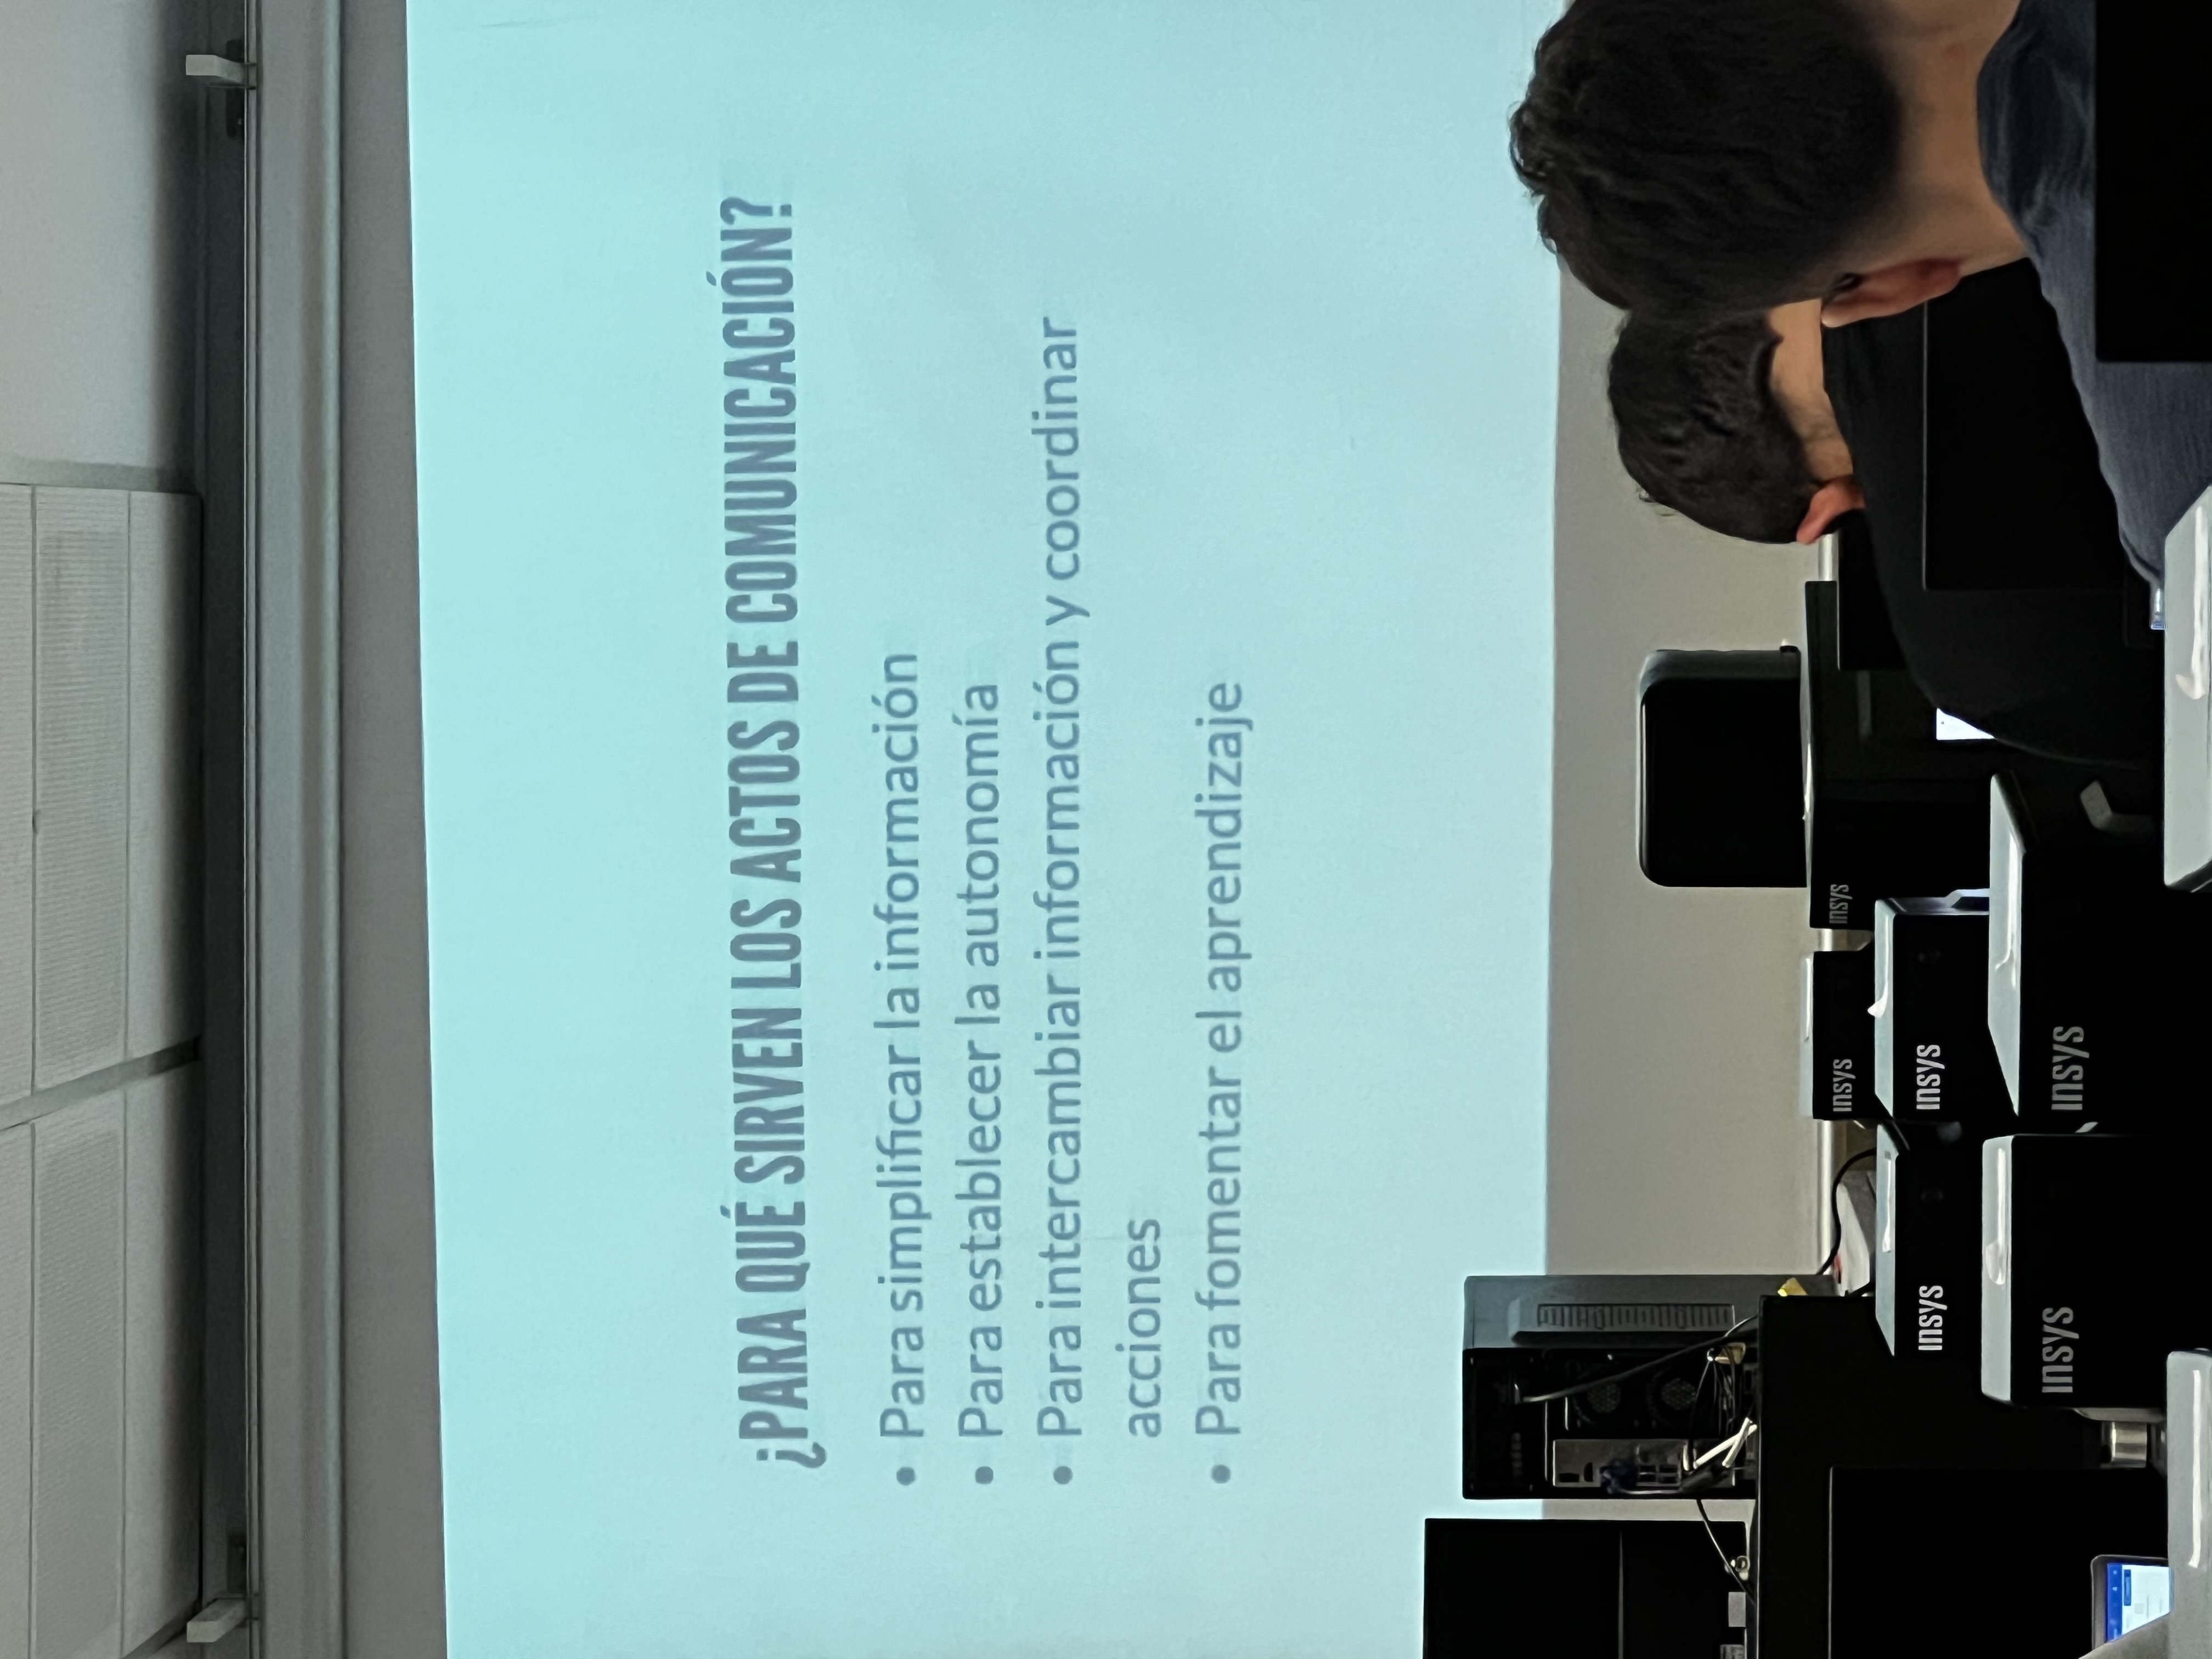 ¿PARA QUÉ SIRVEN LOS ACTOS DE COMUNICACIÓN?
• Para simplificar la información
• Para establecer la autonomía
• Para intercambiar información y coordinar
acciones
• Para fomentar el aprendizaje
insys
insys
insys
insys
insys
insys